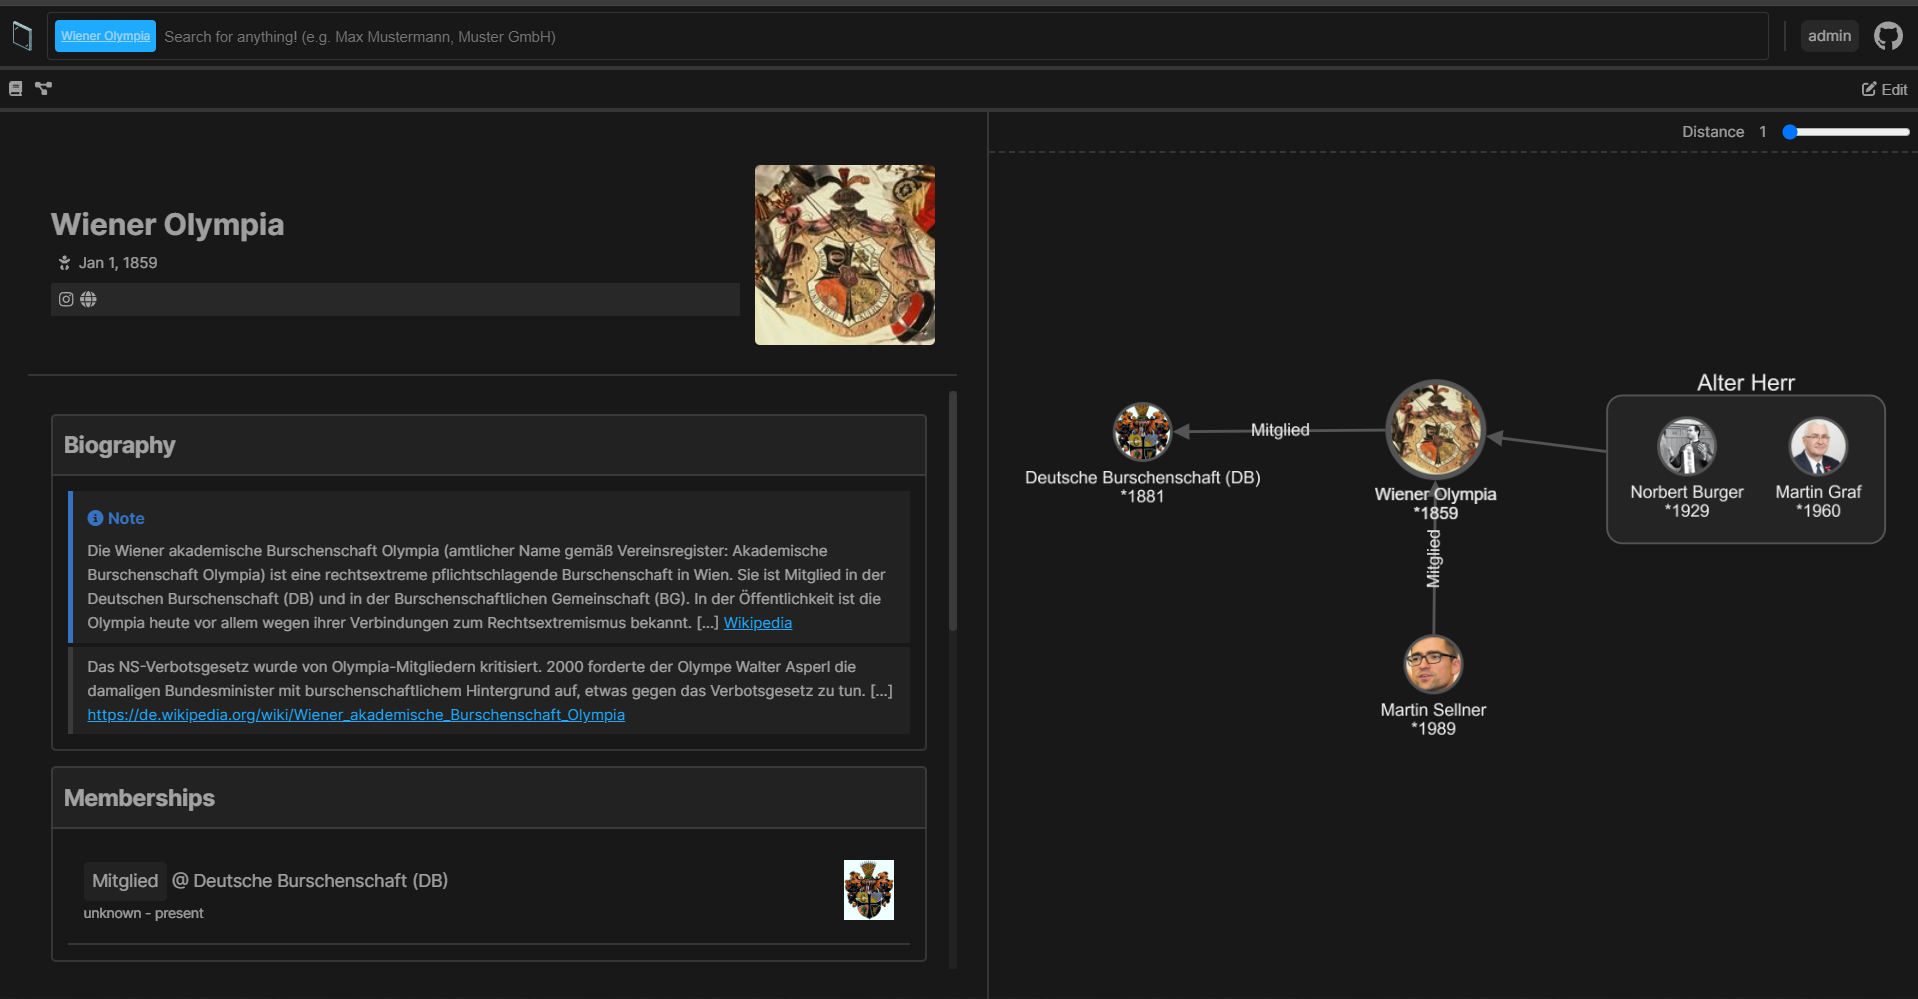 Wiener Olympia
Search for anything! (e.g. Max Mustermann, Muster GmbH)
admin
Edit
Distance 1
Wiener Olympia
Jan 1, 1859
Biography
Note
Die Wiener akademische Burschenschaft Olympia (amtlicher Name gemäß Vereinsregister: Akademische
Burschenschaft Olympia) ist eine rechtsextreme pflichtschlagende Burschenschaft in Wien. Sie ist Mitglied in der
Deutschen Burschenschaft (DB) und in der Burschenschaftlichen Gemeinschaft (BG). In der Öffentlichkeit ist die
Olympia heute vor allem wegen ihrer Verbindungen zum Rechtsextremismus bekannt. [...] Wikipedia
Das NS-Verbotsgesetz wurde von Olympia-Mitgliedern kritisiert. 2000 forderte der Olympe Walter Asperl die
damaligen Bundesminister mit burschenschaftlichem Hintergrund auf, etwas gegen das Verbotsgesetz zu tun. [...]
https://de.wikipedia.org/wiki/Wiener_akademische_Burschenschaft_Olympia
Memberships
Mitglied @ Deutsche Burschenschaft (DB)
unknown - present
Alter Herr
Mitglied
Deutsche Burschenschaft (DB)
*1881
Wiener Olympia
*1859
Norbert Burger
*1929
Martin Graf
*1960
Mitglied
Martin Sellner
*1989